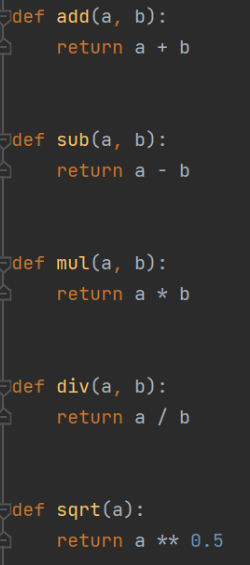 def add(a, b):
    return a + b
def sub(a, b):
    return a - b
def mul(a, b):
    return a * b
def div(a, b):
    return a / b
def sqrt(a):
    return a ** 0.5